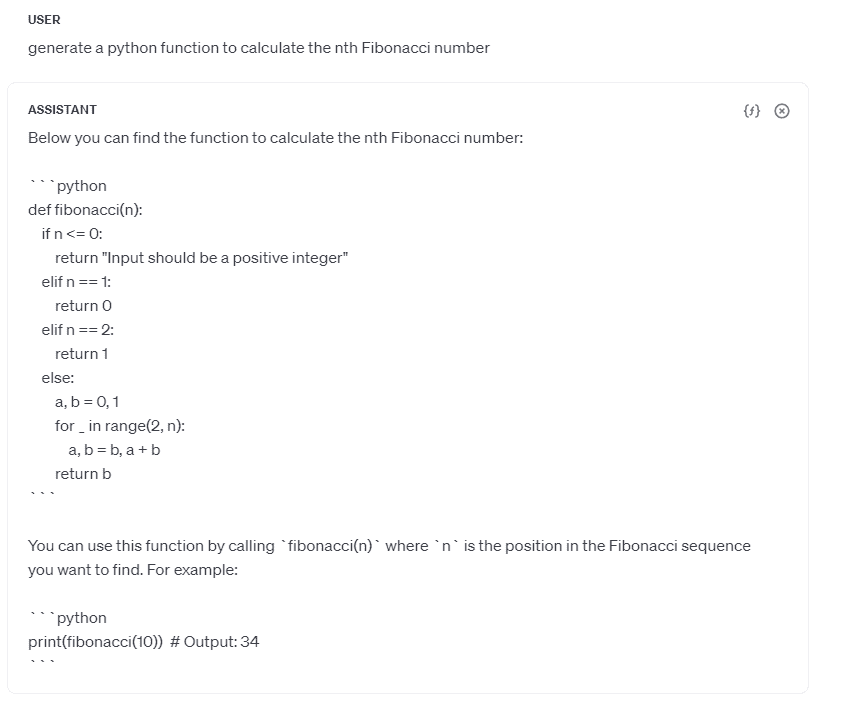 USER
generate a python function to calculate the nth Fibonacci number
ASSISTANT
{ƒ}
Below you can find the function to calculate the nth Fibonacci number:
```python
def fibonacci(n):
    if n <= 0:
        return "Input should be a positive integer"
    elif n == 1:
        return 0
    elif n == 2:
        return 1
    else:
        a, b = 0, 1
        for _ in range(2, n):
            a, b = b, a + b
        return b
```
You can use this function by calling `fibonacci(n)` where `n` is the position in the Fibonacci sequence
you want to find. For example:
```python
print(fibonacci(10))  # Output: 34
```